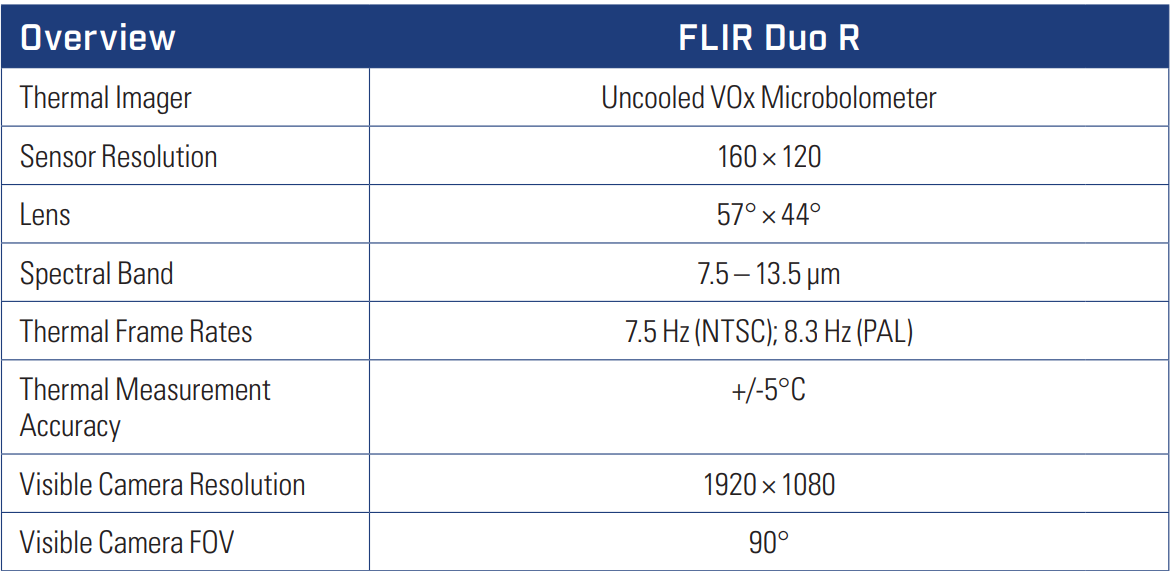 Overview FLIR Duo R
Thermal Imager Uncooled VOx Microbolometer
Sensor Resolution 160 × 120
Lens 57° × 44°
Spectral Band 7.5 – 13.5 µm
Thermal Frame Rates 7.5 Hz (NTSC); 8.3 Hz (PAL)
Thermal Measurement +/-5°C
Accuracy
Visible Camera Resolution 1920 × 1080
Visible Camera FOV 90°